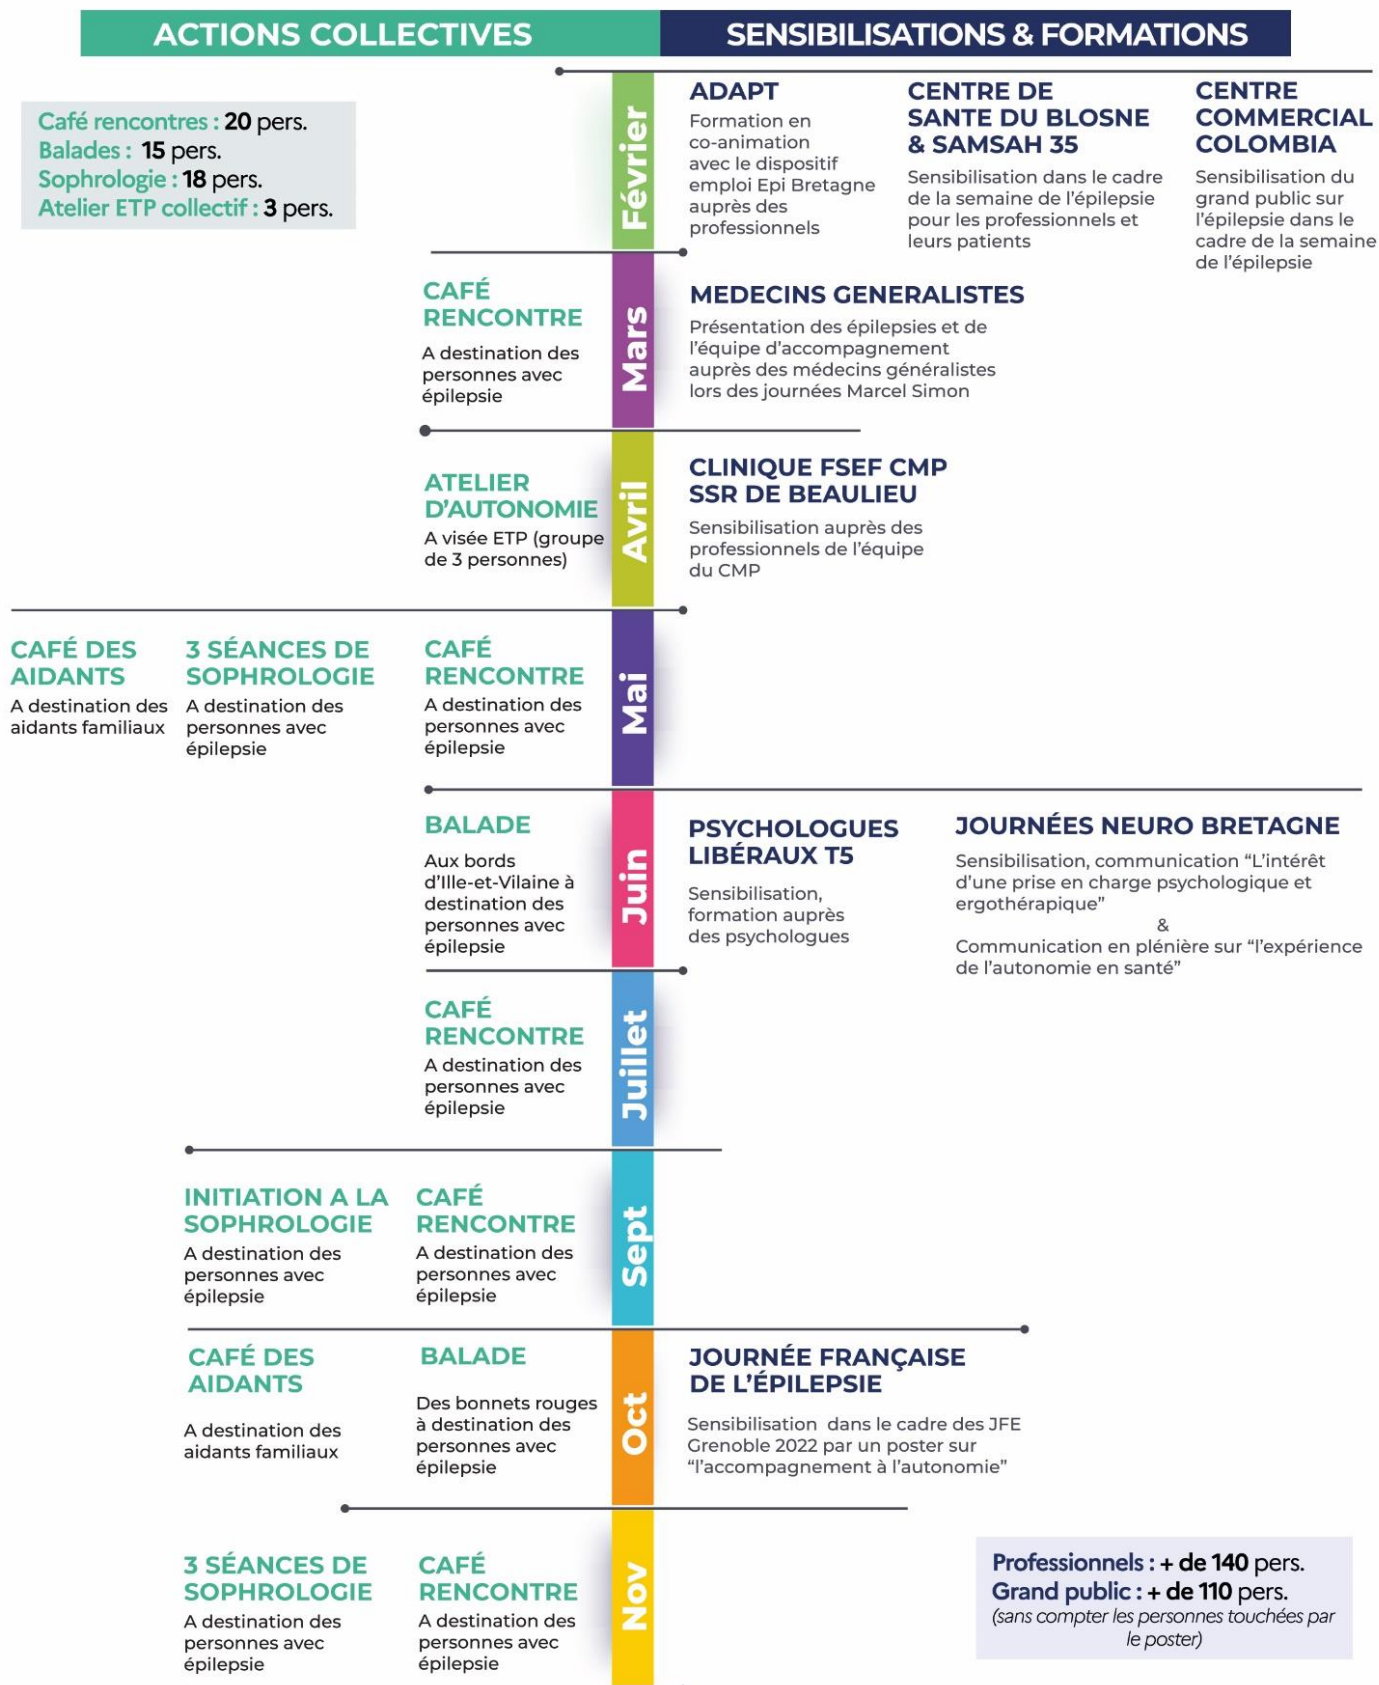 ACTIONS COLLECTIVES
SENSIBILISATIONS & FORMATIONS
Café rencontres : 20 pers.
Balades : 15 pers.
Sophrologie : 18 pers.
Atelier ETP collectif : 3 pers.
Février
ADAPT
Formation en
co-animation
avec le dispositif
emploi Epi Bretagne
auprès des
professionnels
CENTRE DE
SANTE DU BLOSNE
& SAMSAH 35
Sensibilisation dans le cadre
de la semaine de l'épilepsie
pour les professionnels et
leurs patients
CENTRE
COMMERCIAL
COLOMBIA
Sensibilisation du
grand public sur
l'épilepsie dans le
cadre de la semaine
de l'épilepsie
CAFÉ
RENCONTRE
A destination des
personnes avec
épilepsie
Mars
MEDECINS GENERALISTES
Présentation des épilepsies et de
l'équipe d'accompagnement
auprès des médecins généralistes
lors des journées Marcel Simon
ATELIER
D'AUTONOMIE
A visée ETP (groupe
de 3 personnes)
Avril
CLINIQUE FSEF CMP
SSR DE BEAULIEU
Sensibilisation auprès des
professionnels de l'équipe
du CMP
CAFÉ DES
AIDANTS
A destination des
aidants familiaux
3 SÉANCES DE
SOPHROLOGIE
A destination des
personnes avec
épilepsie
CAFÉ
RENCONTRE
A destination des
personnes avec
épilepsie
Mai
BALADE
Aux bords
d'Ille-et-Vilaine à
destination des
personnes avec
épilepsie
Juin
PSYCHOLOGUES
LIBÉRAUX T5
Sensibilisation,
formation auprès
des psychologues
JOURNÉES NEURO BRETAGNE
Sensibilisation, communication "L'intérêt
d'une prise en charge psychologique et
ergothérapique"
&
Communication en plénière sur "l'expérience
de l'autonomie en santé"
CAFÉ
RENCONTRE
A destination des
personnes avec
épilepsie
Juillet
INITIATION A LA
SOPHROLOGIE
A destination des
personnes avec
épilepsie
CAFÉ
RENCONTRE
A destination des
personnes avec
épilepsie
Sept
CAFÉ DES
AIDANTS
A destination des
aidants familiaux
BALADE
Des bonnets rouges
à destination des
personnes avec
épilepsie
Oct
JOURNÉE FRANÇAISE
DE L'ÉPILEPSIE
Sensibilisation dans le cadre des JFE
Grenoble 2022 par un poster sur
"l'accompagnement à l'autonomie"
3 SÉANCES DE
SOPHROLOGIE
A destination des
personnes avec
épilepsie
CAFÉ
RENCONTRE
A destination des
personnes avec
épilepsie
Nov
Professionnels : + de 140 pers.
Grand public : + de 110 pers.
(sans compter les personnes touchées par
le poster)